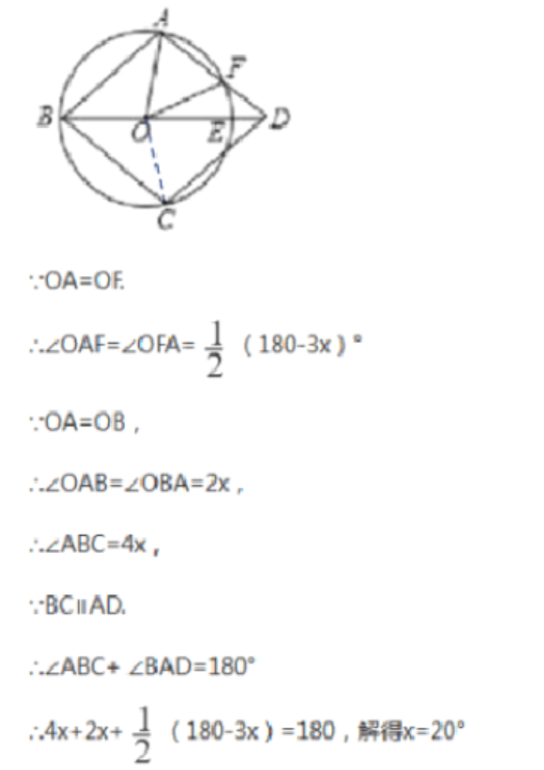 A
F
B
O
E
D
C
∵OA=OF.
∴∠OAF=∠OFA= 1/2 (180-3x)°
∵OA=OB,
∴∠OAB=∠OBA=2x,
∴∠ABC=4x,
∵BC∥AD.
∴∠ABC+ ∠BAD=180°
∴4x+2x+ 1/2 (180-3x)=180,解得x=20°